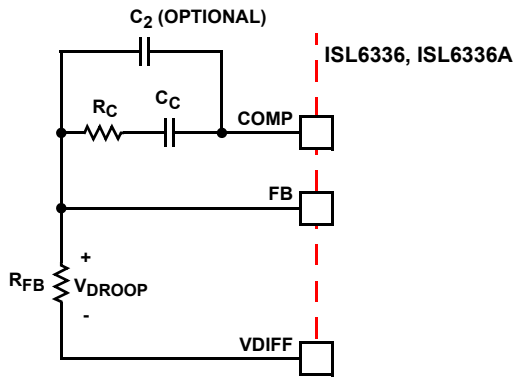 C2 (OPTIONAL)
ISL6336, ISL6336A
RC
CC
COMP
FB
+
RFB
VDROOP
-
VDIFF